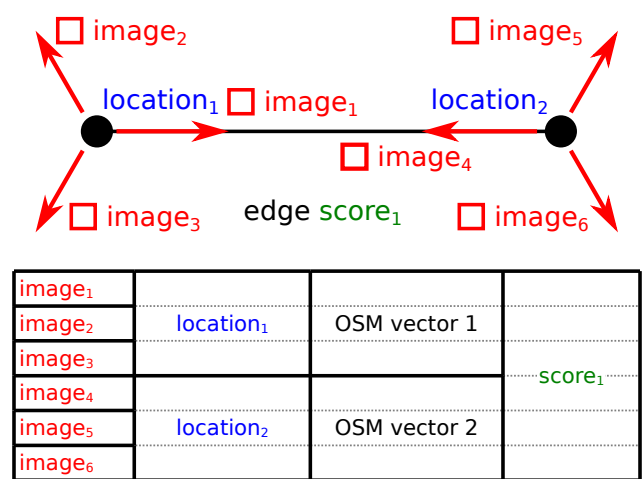 image₂
image₅
location₁
image₁
location₂
image₄
image₃
edge score₁
image₆
image₁
image₂
location₁
OSM vector 1
image₃
score₁
image₄
image₅
location₂
OSM vector 2
image₆